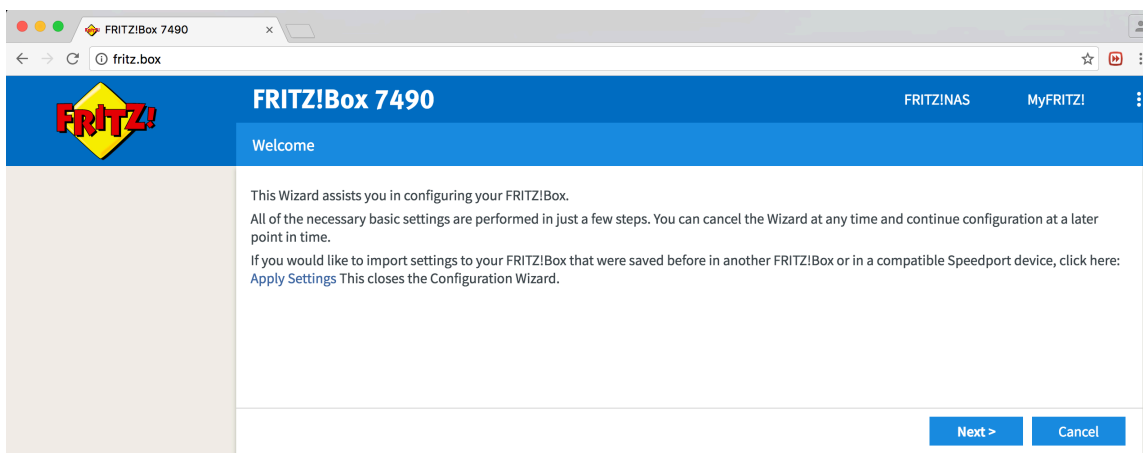 FRITZ!Box 7490
fritz.box
FRITZ!
FRITZ!Box 7490
FRITZ!NAS
MyFRITZ!
Welcome
This Wizard assists you in configuring your FRITZ!Box.
All of the necessary basic settings are performed in just a few steps. You can cancel the Wizard at any time and continue configuration at a later
point in time.
If you would like to import settings to your FRITZ!Box that were saved before in another FRITZ!Box or in a compatible Speedport device, click here:
Apply Settings This closes the Configuration Wizard.
Next >
Cancel